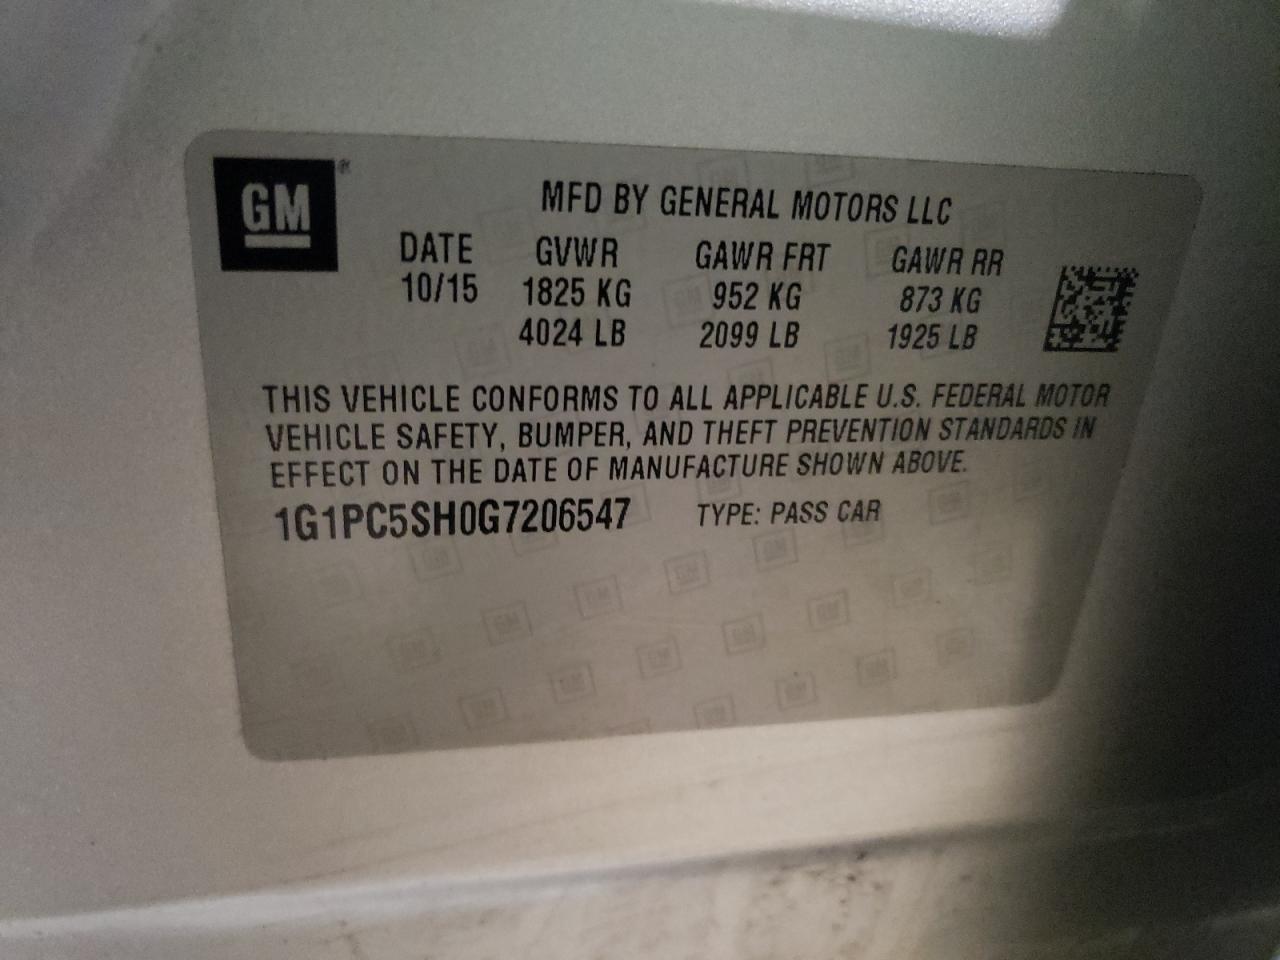 GM®
MFD BY GENERAL MOTORS LLC
DATE GVWR GAWR FRT GAWR RR
10/15 1825 KG 952 KG 873 KG
4024 LB 2099 LB 1925 LB
THIS VEHICLE CONFORMS TO ALL APPLICABLE U.S. FEDERAL MOTOR
VEHICLE SAFETY, BUMPER, AND THEFT PREVENTION STANDARDS IN
EFFECT ON THE DATE OF MANUFACTURE SHOWN ABOVE.
1G1PC5SH0G7206547 TYPE: PASS CAR